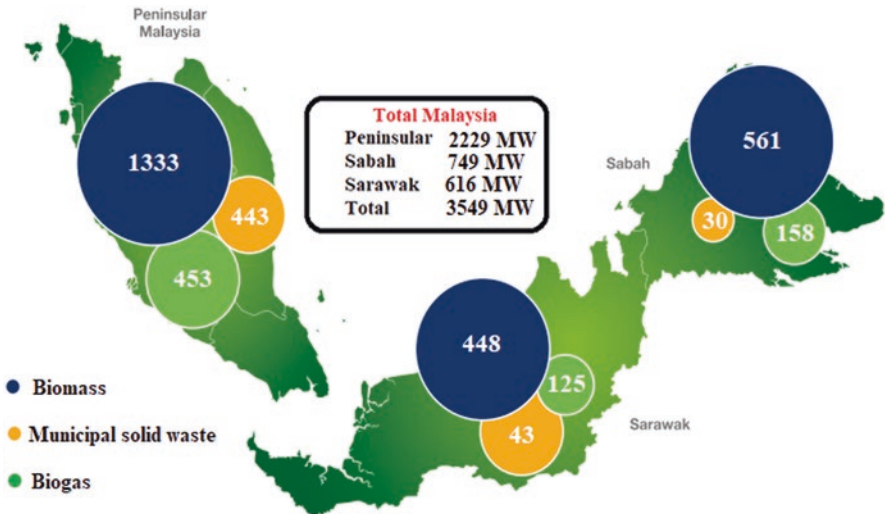 Peninsular
Malaysia
1333
443
453
Total Malaysia
Peninsular 2229 MW
Sabah 749 MW
Sarawak 616 MW
Total 3549 MW
Sabah
561
30
158
448
125
43
Sarawak
Biomass
Municipal solid waste
Biogas